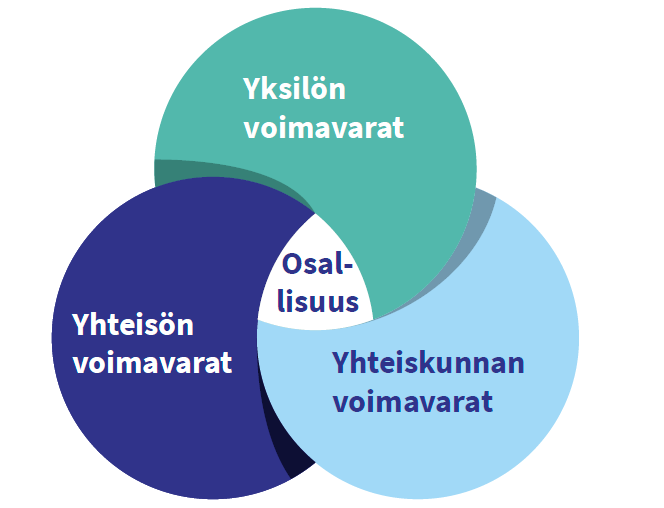 Yksilön
voimavarat
Osal-
lisuus
Yhteisön
voimavarat
Yhteiskunnan
voimavarat